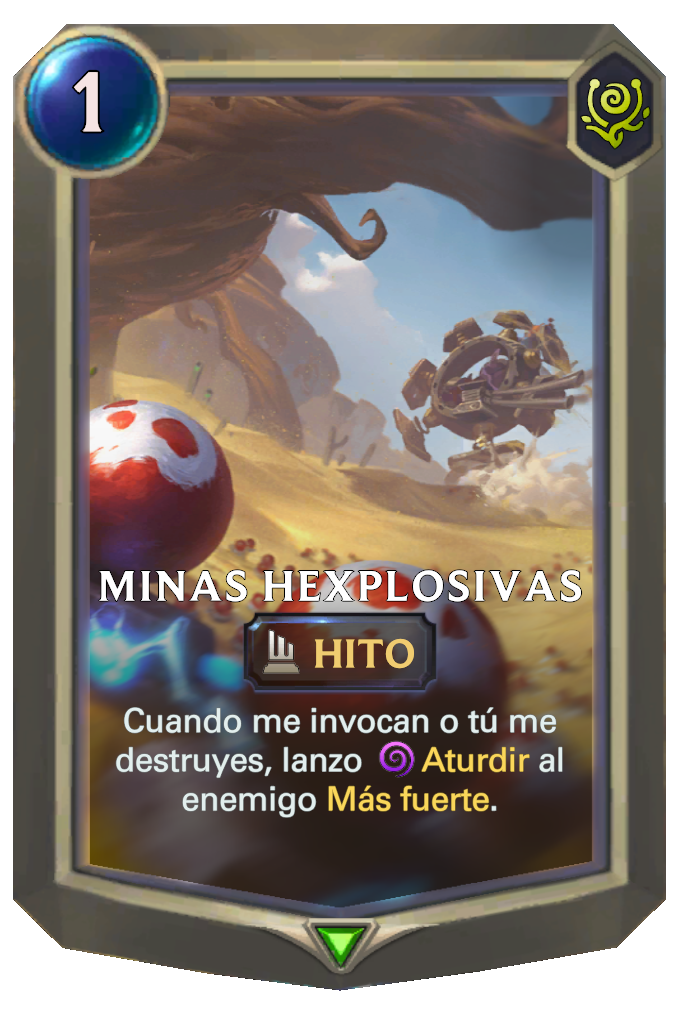 1
MINAS HEXPLOSIVAS
HITO
Cuando me invocan o tú me
destruyes, lanzo Aturdir al
enemigo Más fuerte.